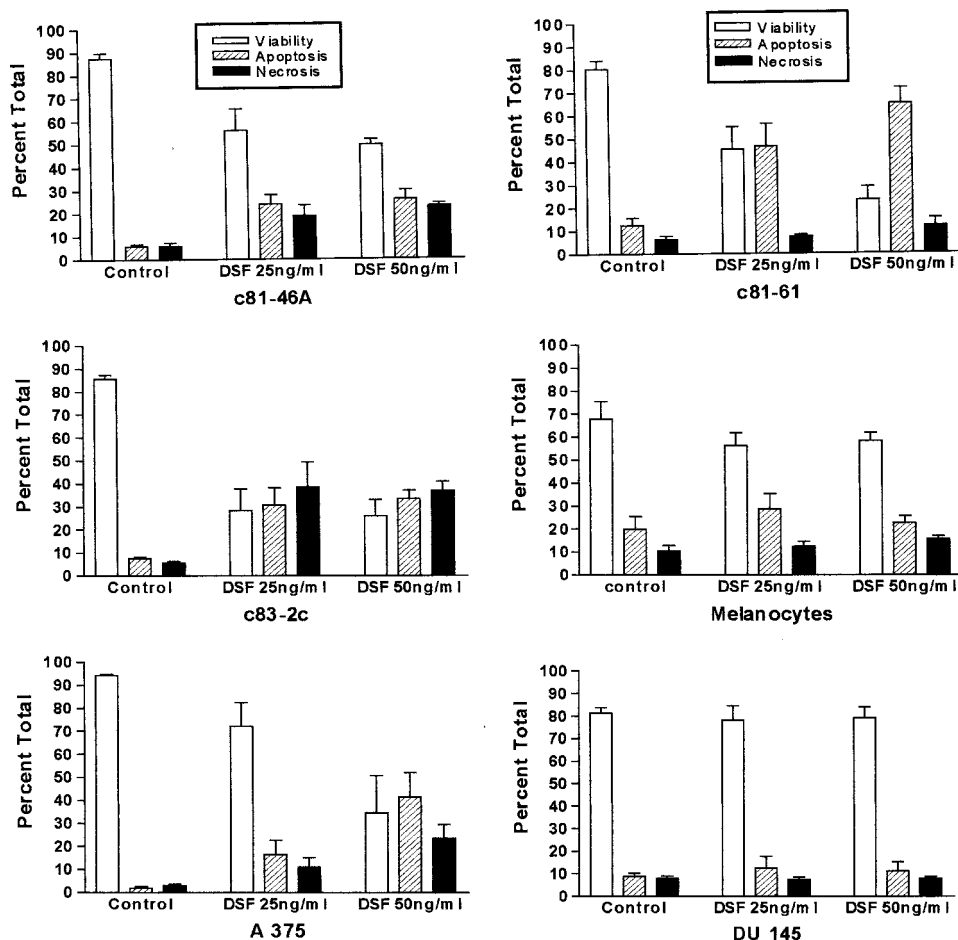 Percent Total
100
90
80
70
60
50
40
30
20
10
0
Viability
Apoptosis
Necrosis
Control
DSF 25ng/ml
DSF 50ng/ml
c81-46A
Percent Total
100
90
80
70
60
50
40
30
20
10
0
Viability
Apoptosis
Necrosis
Control
DSF 25ng/ml
DSF 50ng/ml
c81-61
Percent Total
100
90
80
70
60
50
40
30
20
10
0
Control
DSF 25ng/ml
DSF 50ng/ml
c83-2c
Percent Total
100
90
80
70
60
50
40
30
20
10
0
control
DSF 25ng/ml
DSF 50ng/ml
Melanocytes
Percent Total
100
90
80
70
60
50
40
30
20
10
0
Control
DSF 25ng/ml
DSF 50ng/ml
A 375
Percent Total
100
90
80
70
60
50
40
30
20
10
0
Control
DSF 25ng/ml
DSF 50ng/ml
DU 145